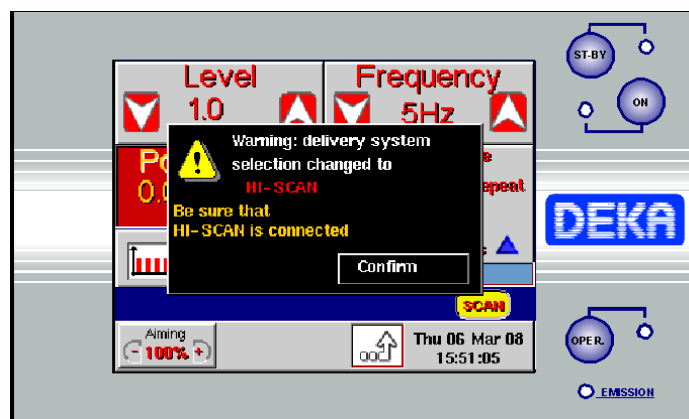 ST-BY
ON
Level
Frequency
1.0
5Hz
Warning: delivery system
selection changed to
HI-SCAN
Be sure that
HI-SCAN is connected
Confirm
DEKA
SCAN
Aiming
- 100% +
Thu 06 Mar 08
15:51:05
OPER.
EMISSION